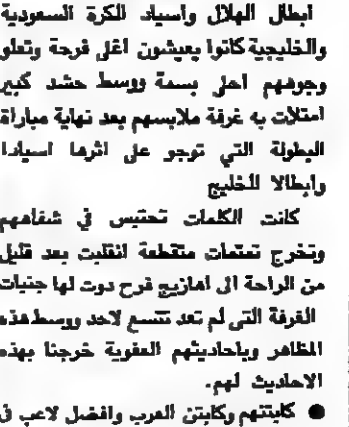 ابطال الهلال واسياد الكرة السعودية
والخليجية كانوا يعيشون اغلى فرحة وتعلو
وجوههم احلى بسمة ووسط حشد كبير
امتلأت به غرفة ملابسهم بعد نهاية مباراة
البطولة التي توجو على اثرها اسيادا
وابطالا للخليج
كانت الكلمات تحتبس في شفاههم
وتخرج تمتمات متقطعة انقلبت بعد قليل
من الراحة الى اهازيج فرح دوت لها جنبات
الغرفة التي لم تعد تتسع لاحد ووسط هذه
المظاهر وباحاديثهم العفوية خرجنا بهذه
الاحاديث لهم.
● كابتنهم وكابتن العرب وافضل لاعب في